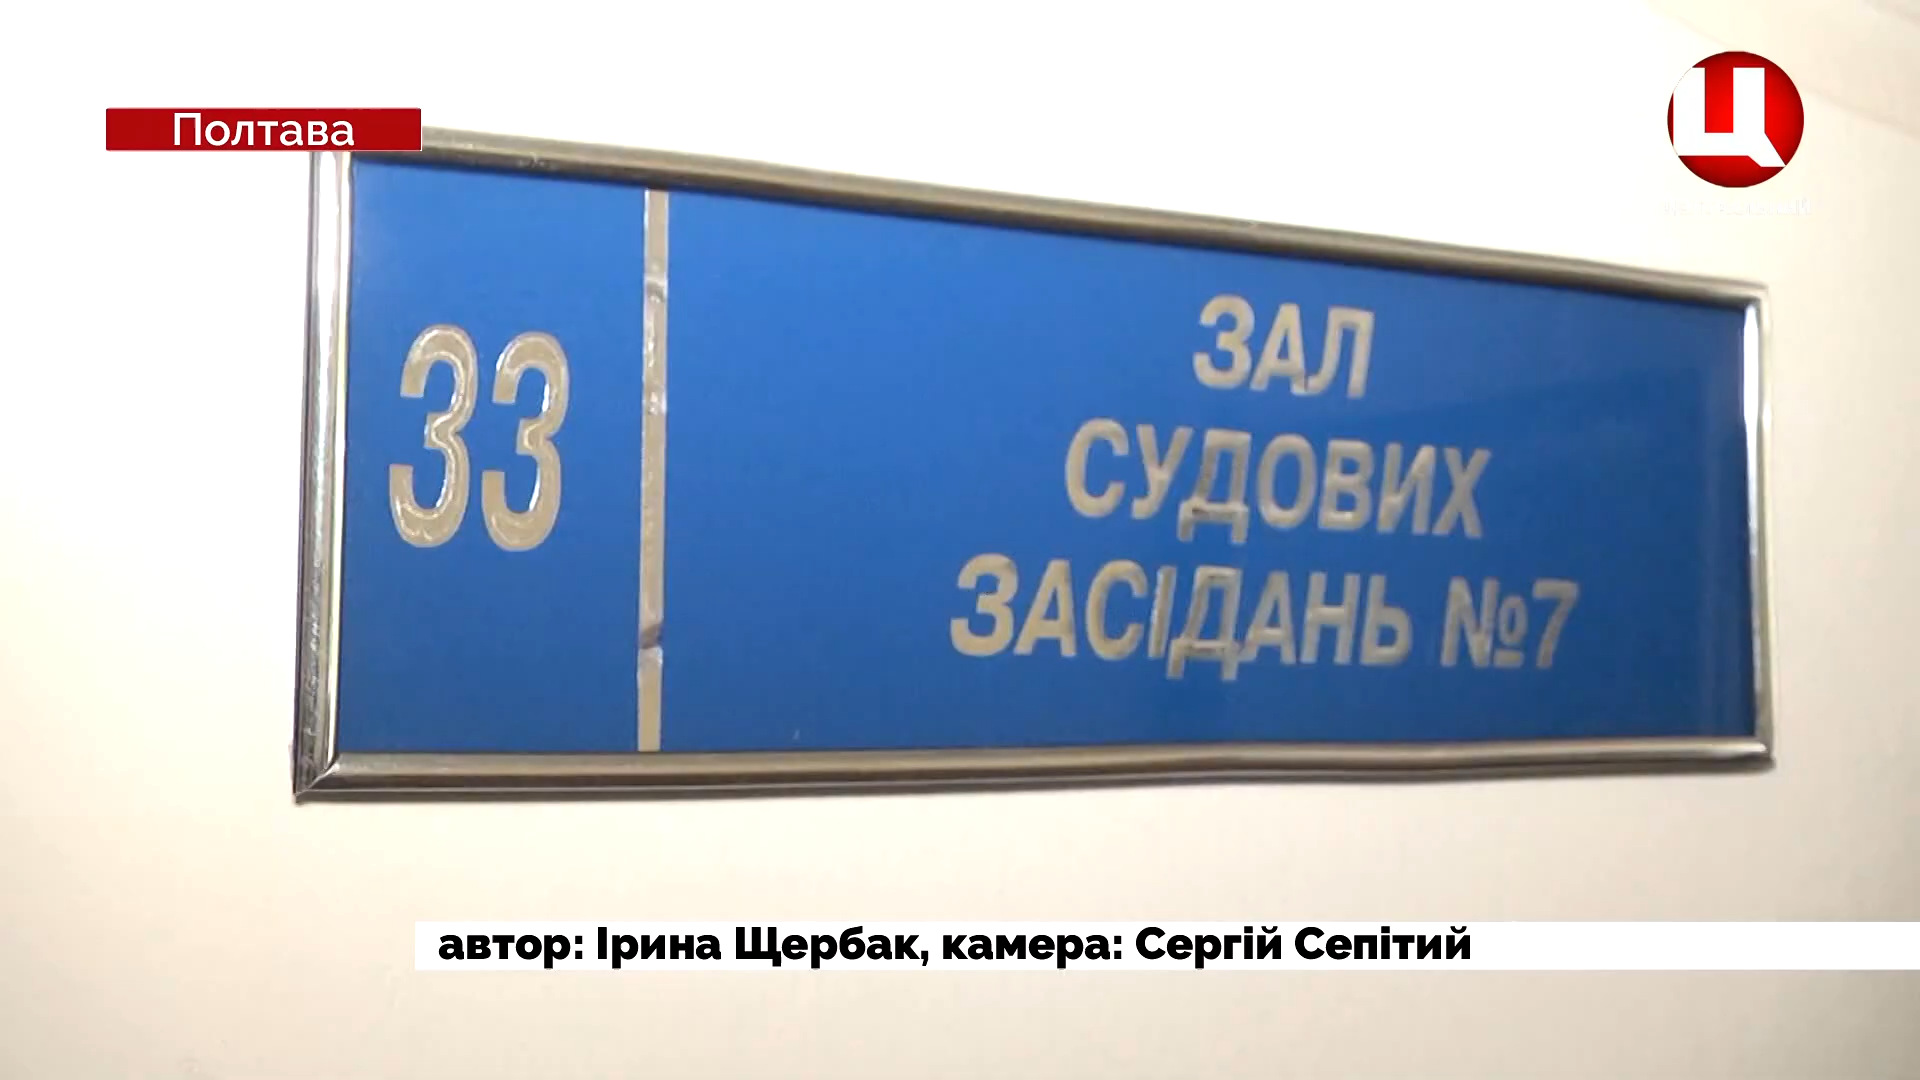 Полтава
Ц
33
ЗАЛ
СУДОВИХ
ЗАСІДАНЬ №7
автор: Ірина Щербак, камера: Сергій Сепітий